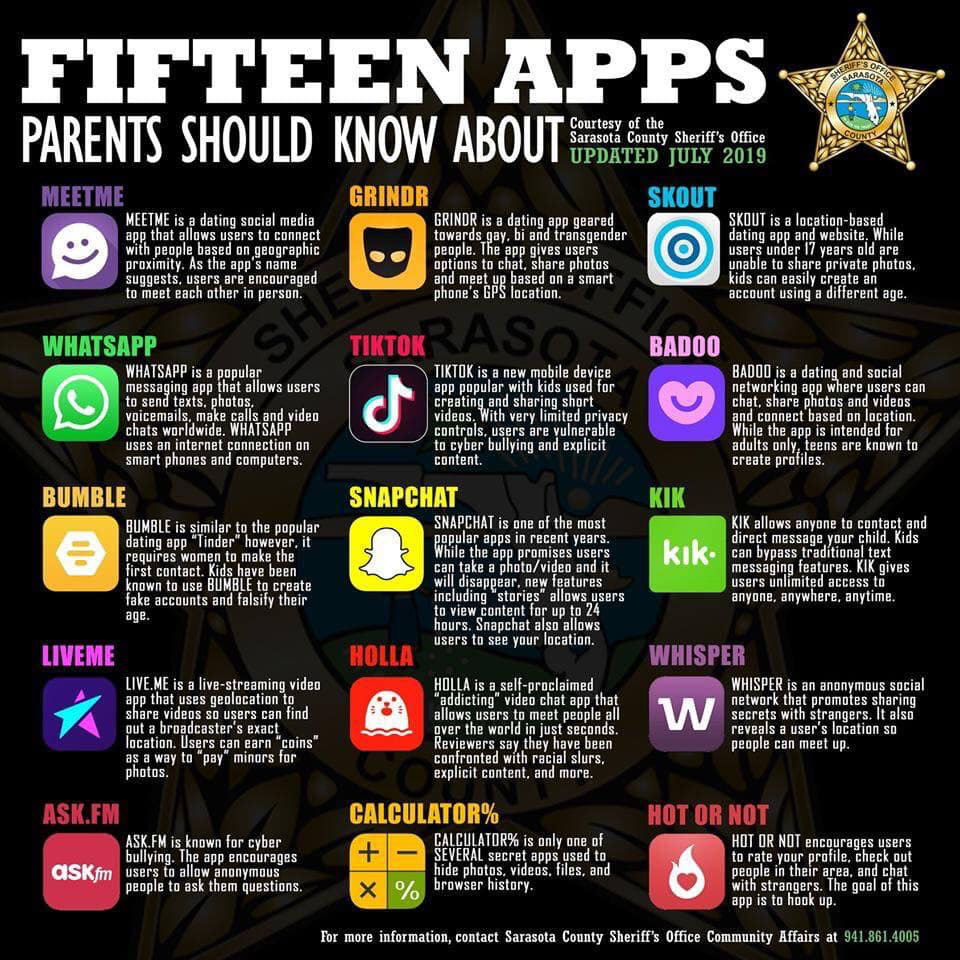 FIFTEEN APPS
PARENTS SHOULD KNOW ABOUT
Courtesy of the
Sarasota County Sheriff's Office
UPDATED JULY 2019
SHERIFF'S OFFICE
SARASOTA
COUNTY
MEETME
MEETME is a dating social media
app that allows users to connect
with people based on geographic
proximity. As the app's name
suggests, users are encouraged
to meet each other in person.
GRINDR
GRINDR is a dating app geared
towards gay, bi and transgender
people. The app gives users
options to chat, share photos
and meet up based on a smart
phone's GPS location.
SKOUT
SKOUT is a location-based
dating app and website. While
users under 17 years old are
unable to share private photos,
kids can easily create an
account using a different age.
WHATSAPP
WHATSAPP is a popular
messaging app that allows users
to send texts, photos,
voicemails, make calls and video
chats worldwide. WHATSAPP
uses an internet connection on
smart phones and computers.
TIKTOK
TIKTOK is a new mobile device
app popular with kids used for
creating and sharing short
videos. With very limited privacy
controls, users are vulnerable
to cyber bullying and explicit
content.
BADOO
BADOO is a dating and social
networking app where users can
chat, share photos and videos
and connect based on location.
While the app is intended for
adults only, teens are known to
create profiles.
BUMBLE
BUMBLE is similar to the popular
dating app "Tinder" however, it
requires women to make the
first contact. Kids have been
known to use BUMBLE to create
fake accounts and falsify their
age.
SNAPCHAT
SNAPCHAT is one of the most
popular apps in recent years.
While the app promises users
can take a photo/video and it
will disappear, new features
including "stories" allows users
to view content for up to 24
hours. Snapchat also allows
users to see your location.
KIK
kik·
KIK allows anyone to contact and
direct message your child. Kids
can bypass traditional text
messaging features. KIK gives
users unlimited access to
anyone, anywhere, anytime.
LIVEME
LIVE.ME is a live-streaming video
app that uses geolocation to
share videos so users can find
out a broadcaster's exact
location. Users can earn "coins"
as a way to "pay" minors for
photos.
HOLLA
HOLLA is a self-proclaimed
"addicting" video chat app that
allows users to meet people all
over the world in just seconds.
Reviewers say they have been
confronted with racial slurs,
explicit content, and more.
WHISPER
W
WHISPER is an anonymous social
network that promotes sharing
secrets with strangers. It also
reveals a user's location so
people can meet up.
ASK.FM
askfm
ASK.FM is known for cyber
bullying. The app encourages
users to allow anonymous
people to ask them questions.
CALCULATOR%
+ −
× %
CALCULATOR% is only one of
SEVERAL secret apps used to
hide photos, videos, files, and
browser history.
HOT OR NOT
HOT OR NOT encourages users
to rate your profile, check out
people in their area, and chat
with strangers. The goal of this
app is to hook up.
For more information, contact Sarasota County Sheriff's Office Community Affairs at 941.861.4005